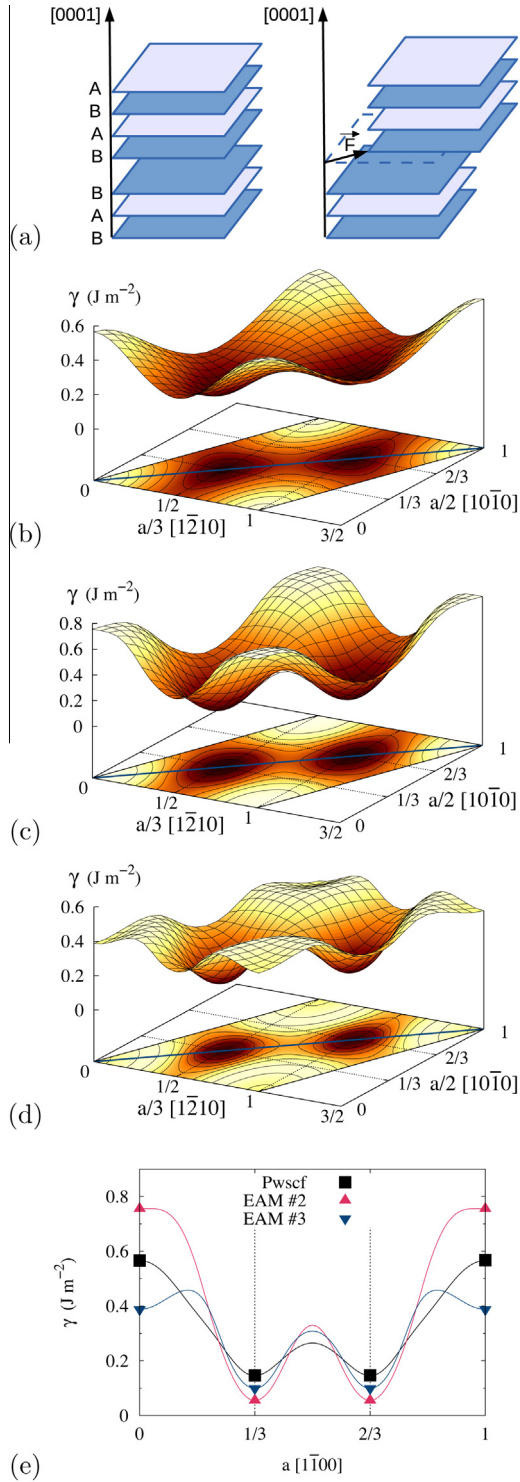 [0001] [0001]
A
B
A
B
F
B
A
B
(a)
γ (J m⁻²)
0.6
0.4
0.2
0
0
1/2
1
3/2
a/3 [1̅210]
0
1/3
2/3
1
a/2 [101̅0]
(b)
γ (J m⁻²)
0.8
0.6
0.4
0.2
0
0
1/2
1
3/2
a/3 [12̅10]
0
1/3
2/3
1
a/2 [101̅0]
(c)
γ (J m⁻²)
0.6
0.4
0.2
0
0
1/2
1
3/2
a/3 [12̅10]
0
1/3
2/3
1
a/2 [101̅0]
(d)
Pwscf
EAM #2
EAM #3
γ (J m⁻²)
0.8
0.6
0.4
0.2
0
0 1/3 2/3 1
a [11̅00]
(e)